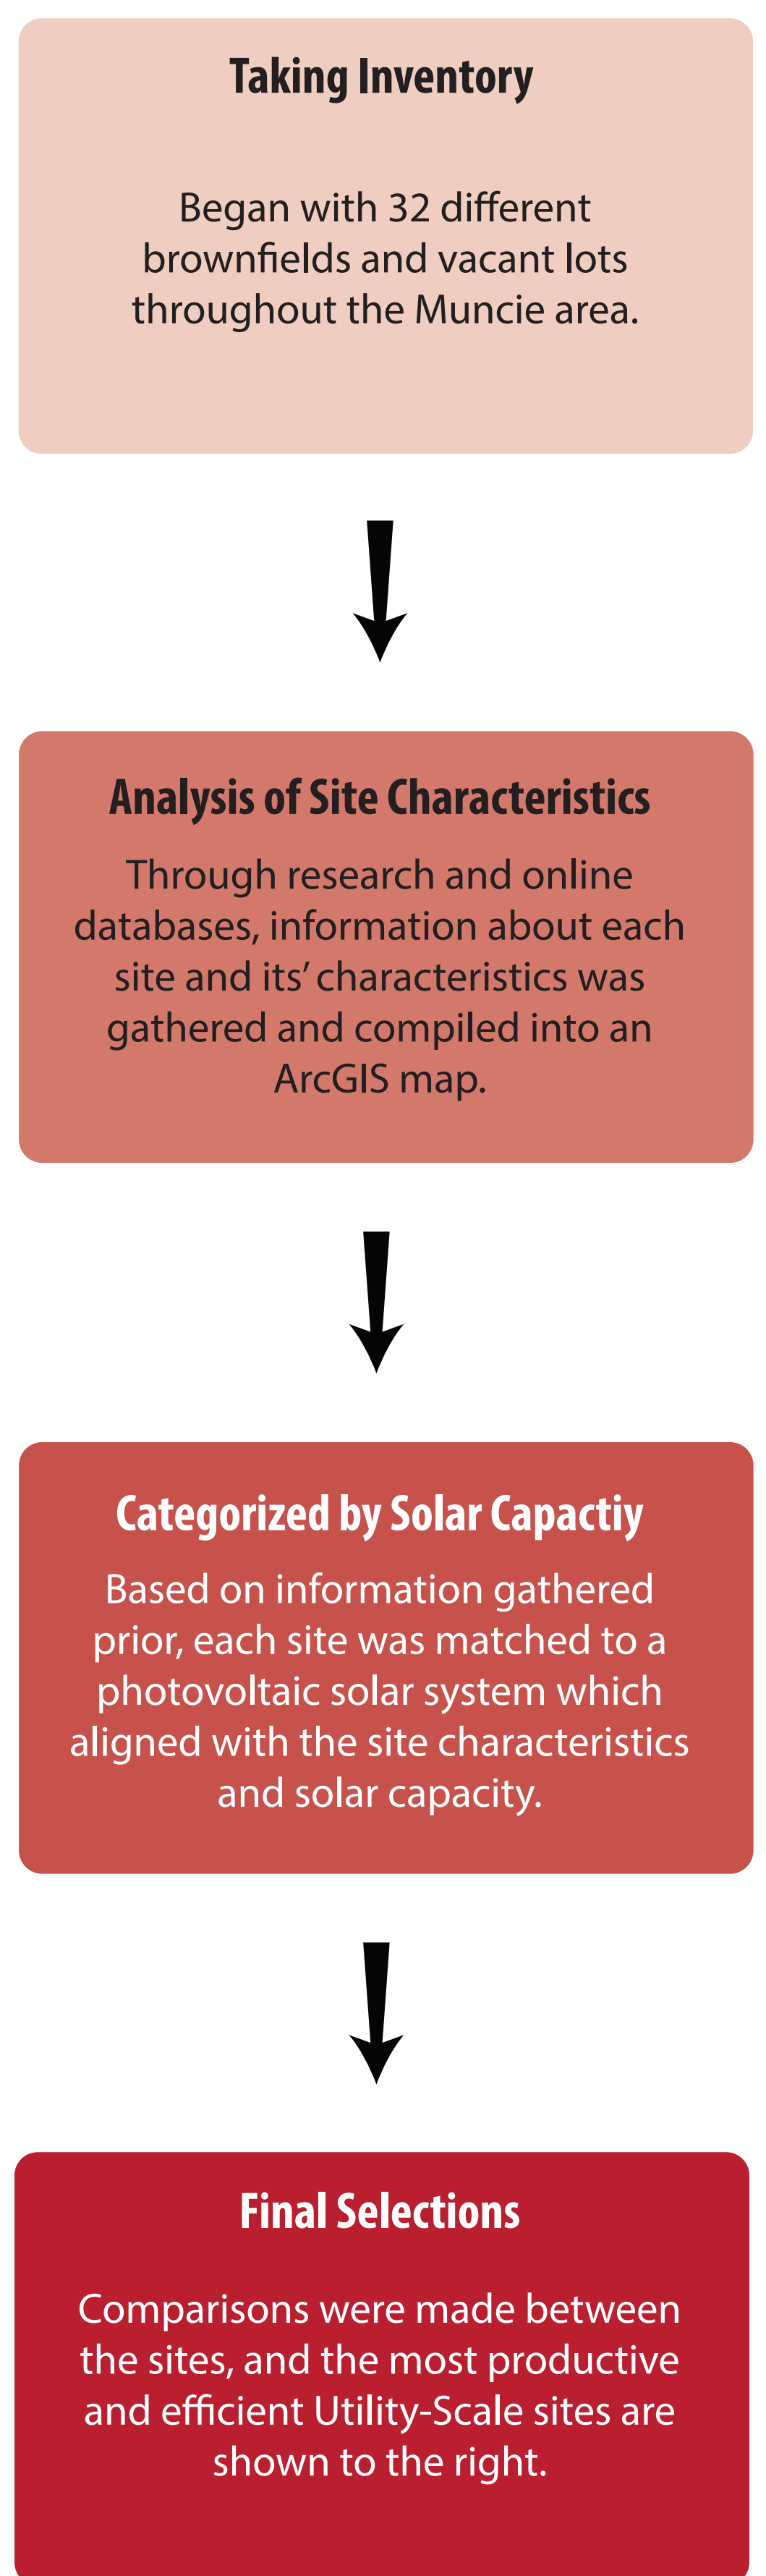 Taking Inventory
Began with 32 different
brownfields and vacant lots
throughout the Muncie area.
Analysis of Site Characteristics
Through research and online
databases, information about each
site and its’ characteristics was
gathered and compiled into an
ArcGIS map.
Categorized by Solar Capactiy
Based on information gathered
prior, each site was matched to a
photovoltaic solar system which
aligned with the site characteristics
and solar capacity.
Final Selections
Comparisons were made between
the sites, and the most productive
and efficient Utility-Scale sites are
shown to the right.